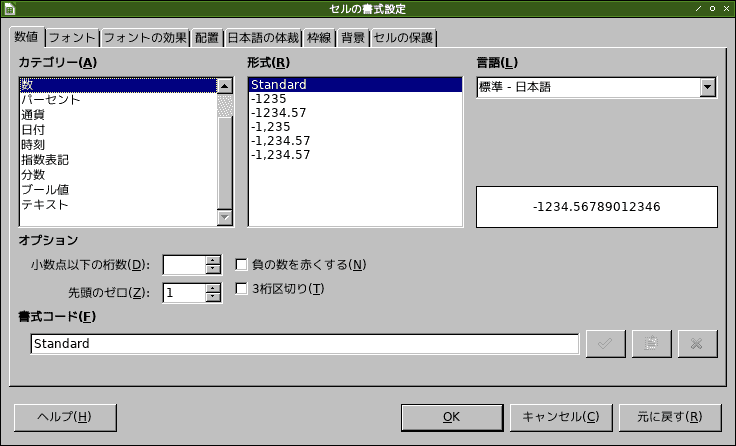 セルの書式設定
数値 フォント フォントの効果 配置 日本語の体裁 枠線 背景 セルの保護
カテゴリー(A) 形式(R) 言語(L)
数 Standard 標準 - 日本語
パーセント -1235
通貨 -1234.57
日付 -1,235
時刻 -1,234.57
指数表記 -1,234.57
分数
ブール値
テキスト -1234.56789012346
オプション
小数点以下の桁数(D): 負の数を赤くする(N)
先頭のゼロ(Z): 1 3桁区切り(T)
書式コード(F)
Standard
ヘルプ(H) OK キャンセル(C) 元に戻す(R)